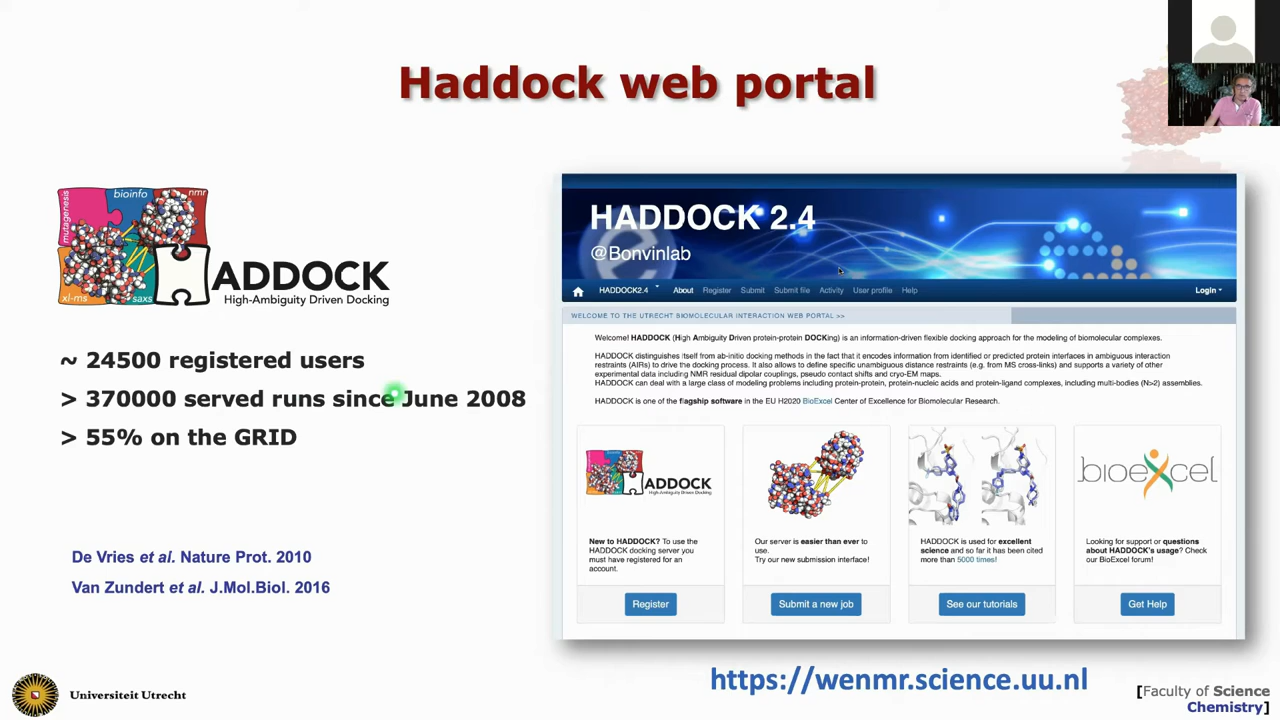 Haddock web portal
mutagenesis
bioinfo
nmr
xl-ms
saxs
ADDOCK
High-Ambiguity Driven Docking
~ 24500 registered users
> 370000 served runs since June 2008
> 55% on the GRID
De Vries et al. Nature Prot. 2010
Van Zundert et al. J.Mol.Biol. 2016
Universiteit Utrecht
HADDOCK 2.4
@Bonvinlab
HADDOCK2.4 About Register Submit Submit file Activity User profile Help Login
WELCOME TO THE UTRECHT BIOMOLECULAR INTERACTION WEB PORTAL >>
Welcome! HADDOCK (High Ambiguity Driven protein-protein DOCKing) is an information-driven flexible docking approach for the modeling of biomolecular complexes.
HADDOCK distinguishes itself from ab-initio docking methods in the fact that it encodes information from identified or predicted protein interfaces in ambiguous interaction
restraints (AIRs) to drive the docking process. It also allows to define specific unambiguous distance restraints (e.g. from MS cross-links) and supports a variety of other
experimental data including NMR residual dipolar couplings, pseudo contact shifts and cryo-EM maps.
HADDOCK can deal with a large class of modeling problems including protein-protein, protein-nucleic acids and protein-ligand complexes, including multi-bodies (N>2) assemblies.
HADDOCK is one of the flagship software in the EU H2020 BioExcel Center of Excellence for Biomolecular Research.
ADDOCK
High-Ambiguity Driven Docking
New to HADDOCK? To use the
HADDOCK docking server you
must have registered for an
account.
Register
Our server is easier than ever to
use.
Try our new submission interface!
Submit a new job
HADDOCK is used for excellent
science and so far it has been cited
more than 5000 times!
See our tutorials
bioexcel
Looking for support or questions
about HADDOCK's usage? Check
our BioExcel forum!
Get Help
https://wenmr.science.uu.nl
[Faculty of Science
Chemistry]